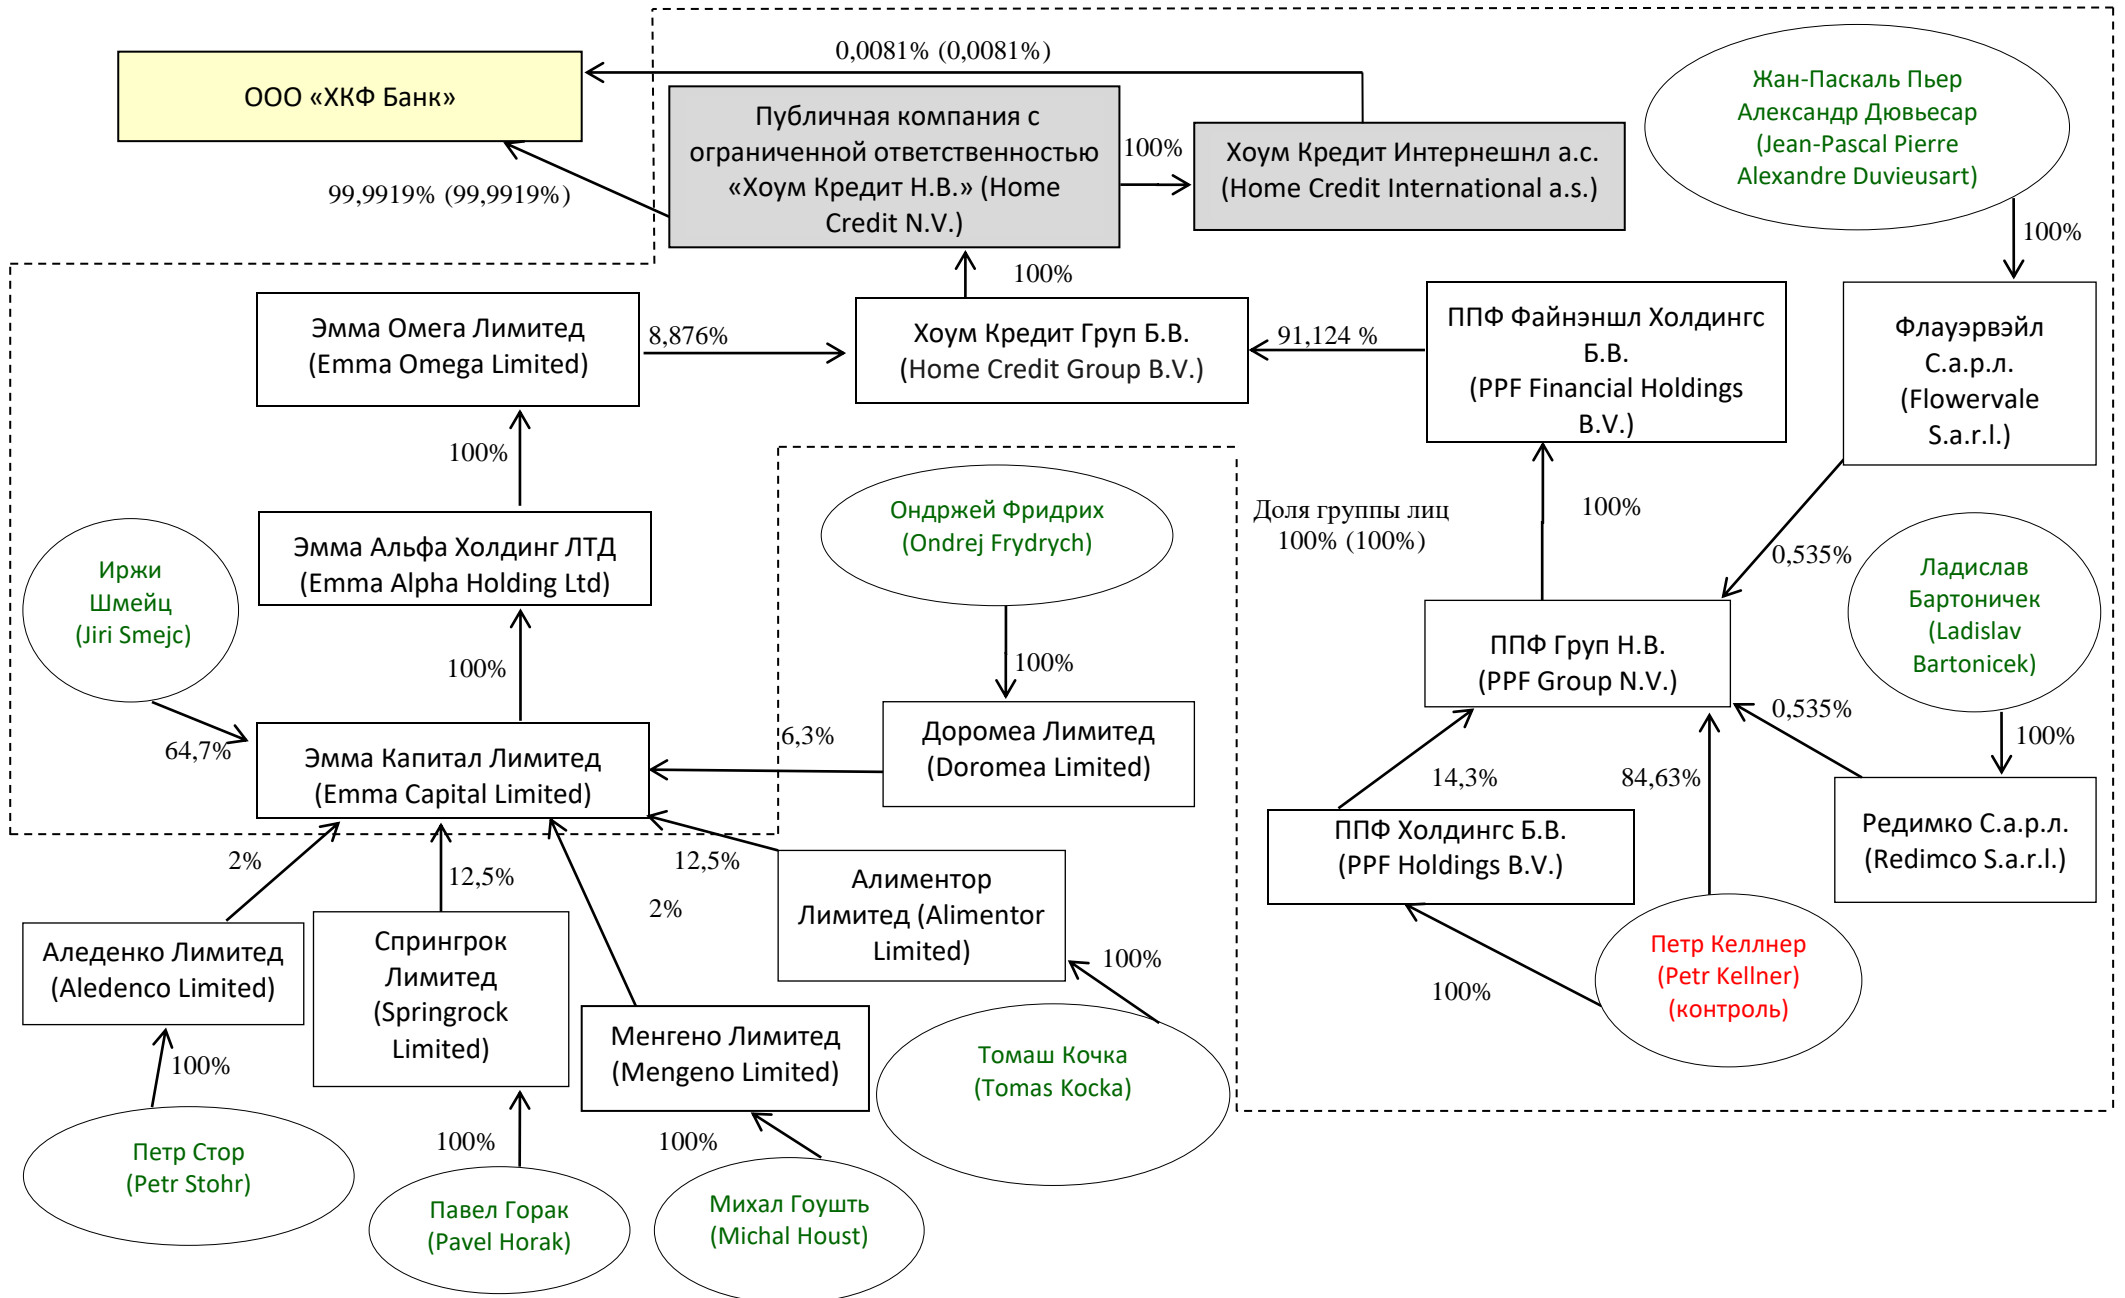 0,0081% (0,0081%)
ООО «ХКФ Банк»
Публичная компания с
ограниченной ответственностью
«Хоум Кредит Н.В.» (Home
Credit N.V.)
100%
Хоум Кредит Интернешнл а.с.
(Home Credit International a.s.)
Жан-Паскаль Пьер
Александр Дювьесар
(Jean-Pascal Pierre
Alexandre Duvieusart)
99,9919% (99,9919%)
100%
100%
Эмма Омега Лимитед
(Emma Omega Limited)
8,876%
Хоум Кредит Груп Б.В.
(Home Credit Group B.V.)
91,124 %
ППФ Файнэншл Холдингс
Б.В.
(PPF Financial Holdings
B.V.)
Флауэрвэйл
С.а.р.л.
(Flowervale
S.a.r.l.)
100%
Ондржей Фридрих
(Ondrej Frydrych)
Доля группы лиц
100% (100%)
100%
0,535%
Иржи
Шмейц
(Jiri Smejc)
Эмма Альфа Холдинг ЛТД
(Emma Alpha Holding Ltd)
Ладислав
Бартоничек
(Ladislav
Bartonicek)
100%
100%
ППФ Груп Н.В.
(PPF Group N.V.)
0,535%
100%
64,7%
Эмма Капитал Лимитед
(Emma Capital Limited)
6,3%
Доромеа Лимитед
(Doromea Limited)
14,3%
84,63%
ППФ Холдингс Б.В.
(PPF Holdings B.V.)
Редимко С.а.р.л.
(Redimco S.a.r.l.)
2%
12,5%
2%
12,5%
Алиментор
Лимитед (Alimentor
Limited)
Аледенко Лимитед
(Aledenco Limited)
Спрингрок
Лимитед
(Springrock
Limited)
100%
100%
Петр Келлнер
(Petr Kellner)
(контроль)
Менгено Лимитед
(Mengeno Limited)
Томаш Кочка
(Tomas Kocka)
100%
100%
100%
Петр Стор
(Petr Stohr)
Павел Горак
(Pavel Horak)
Михал Гоушть
(Michal Houst)